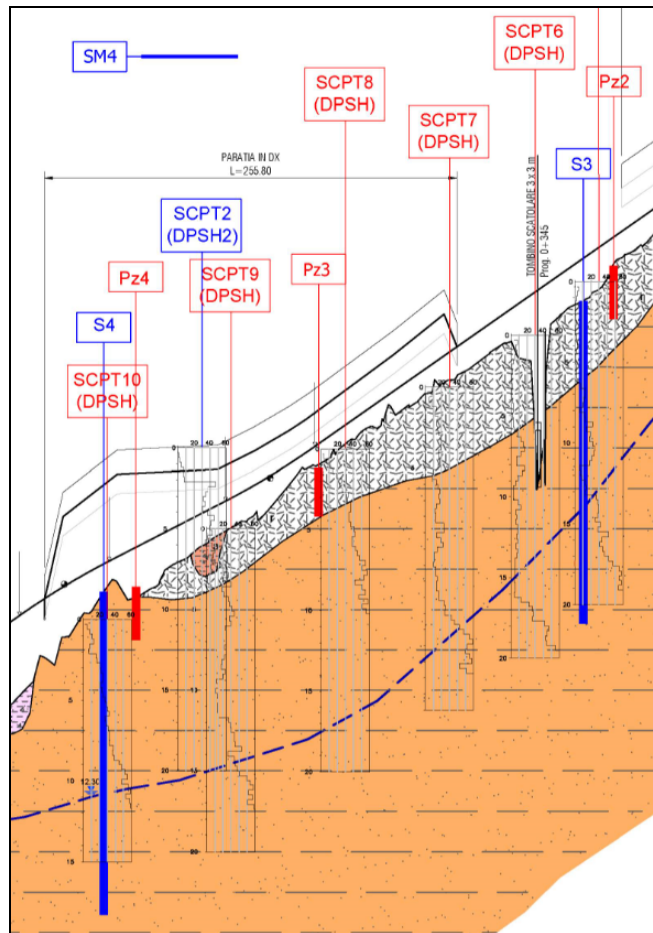 SM4
SCPT6
(DPSH)
SCPT8
(DPSH)
Pz2
SCPT7
(DPSH)
PARATIA IN DX
L=255.80
S3
TOMBINO SCATOLARE 3 x 3 m
Prog. 0+345
SCPT2
(DPSH2)
Pz4
SCPT9
(DPSH)
Pz3
S4
SCPT10
(DPSH)
12.30